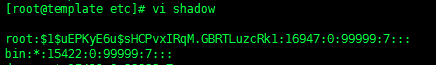 [root@template etc]# vi shadow
root:$1$uEPKyE6u$sHCPvxIRqM.GBRTLuzcRk1:16947:0:99999:7:::
bin:*:15422:0:99999:7:::